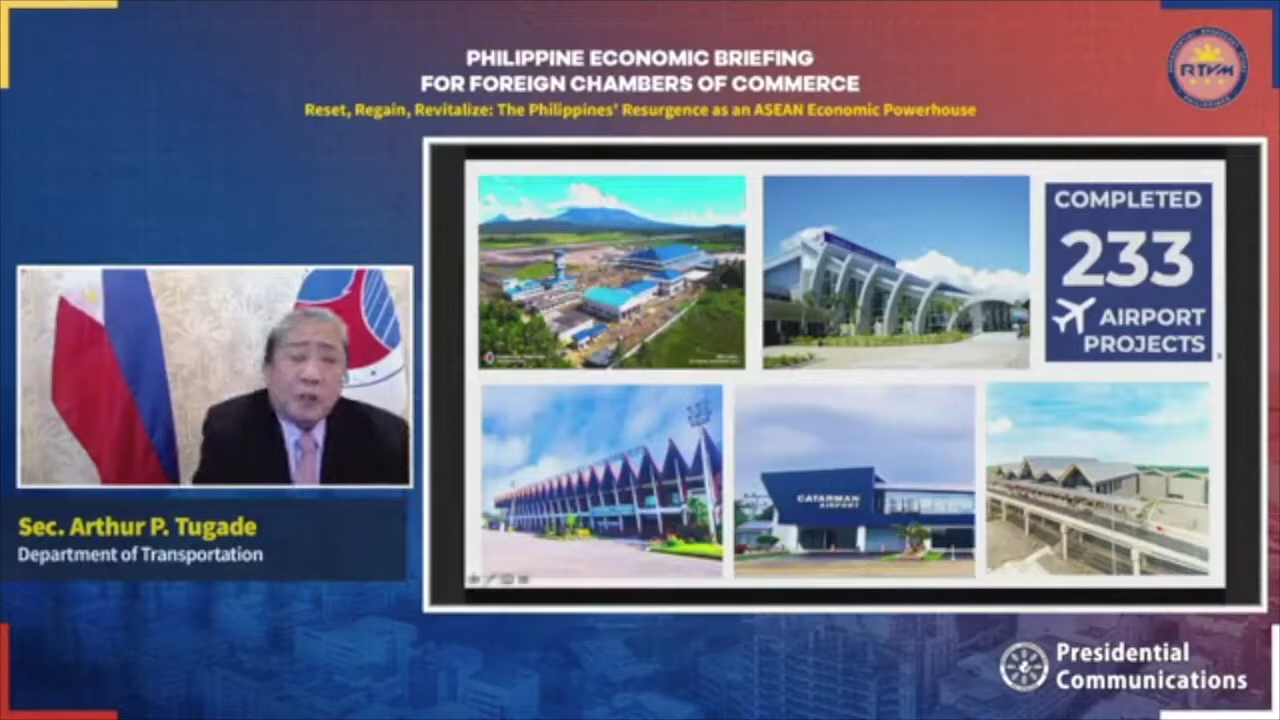 PHILIPPINE ECONOMIC BRIEFING
FOR FOREIGN CHAMBERS OF COMMERCE
Reset, Regain, Revitalize: The Philippines' Resurgence as an ASEAN Economic Powerhouse
RTVM
COMPLETED
233
AIRPORT
PROJECTS
CATARMAN
AIRPORT
Sec. Arthur P. Tugade
Department of Transportation
Presidential
Communications